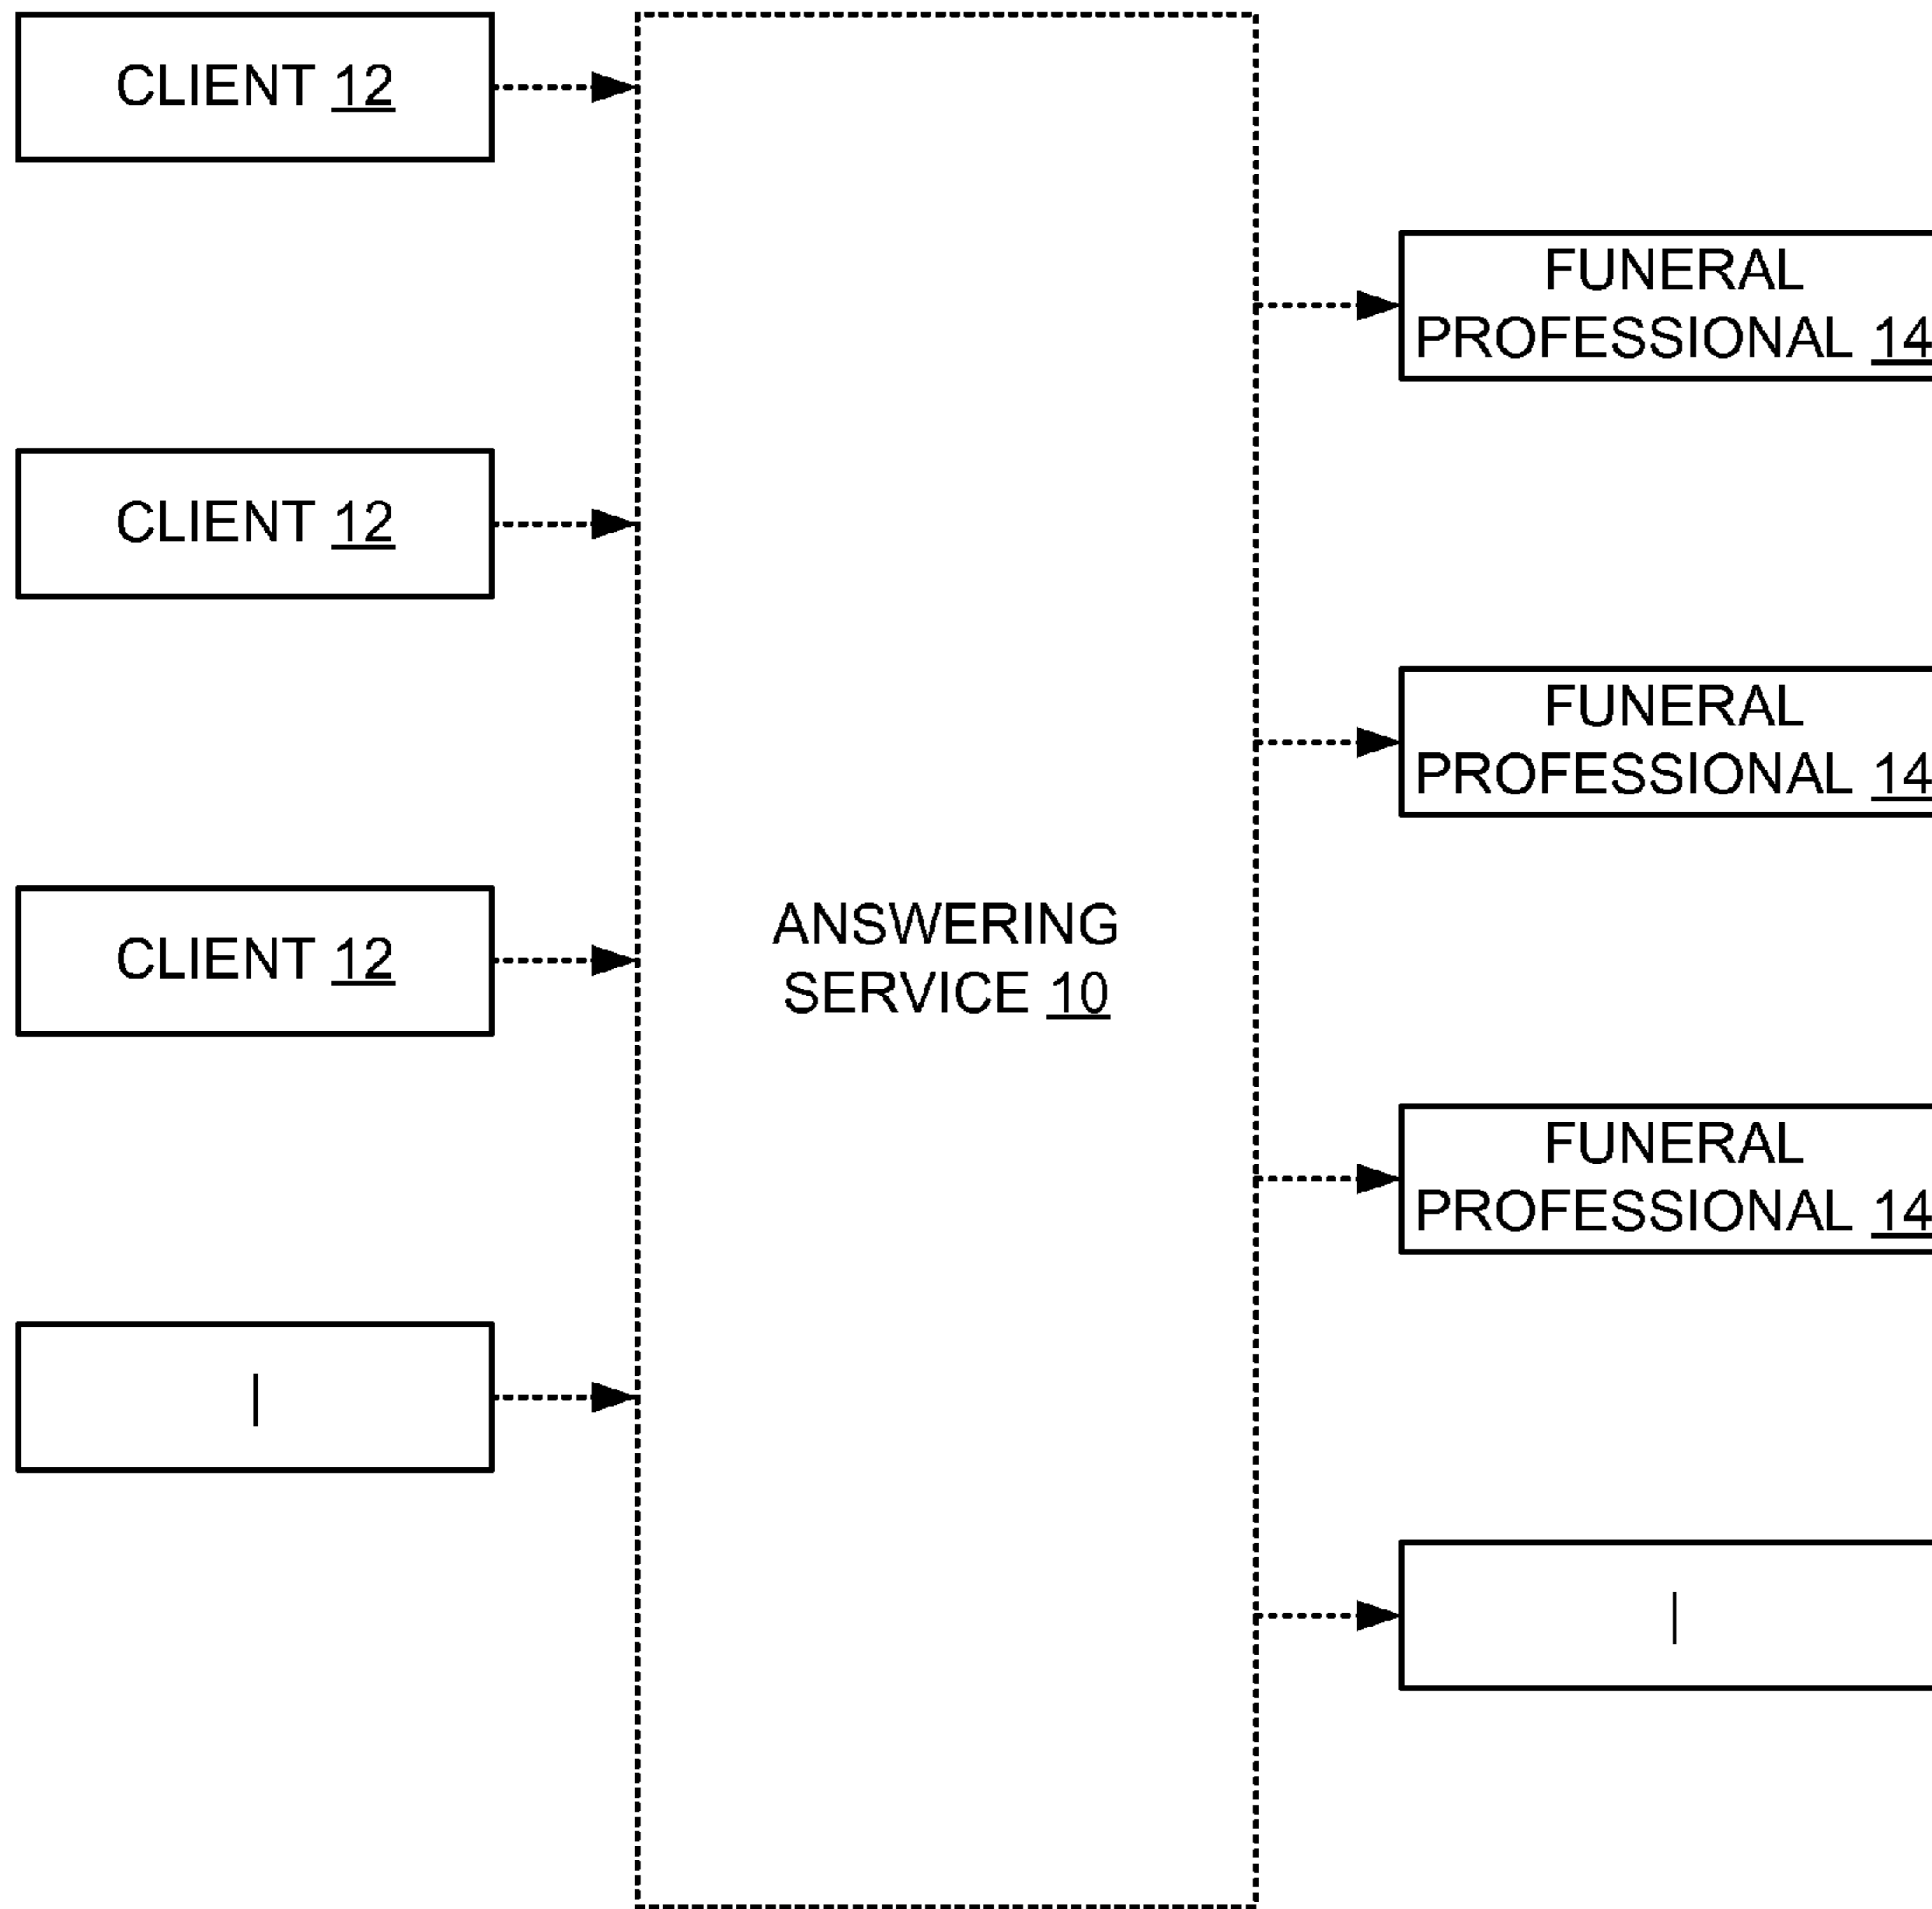 CLIENT 12
FUNERAL
PROFESSIONAL 14
CLIENT 12
FUNERAL
PROFESSIONAL 14
CLIENT 12
ANSWERING
SERVICE 10
FUNERAL
PROFESSIONAL 14
|
|